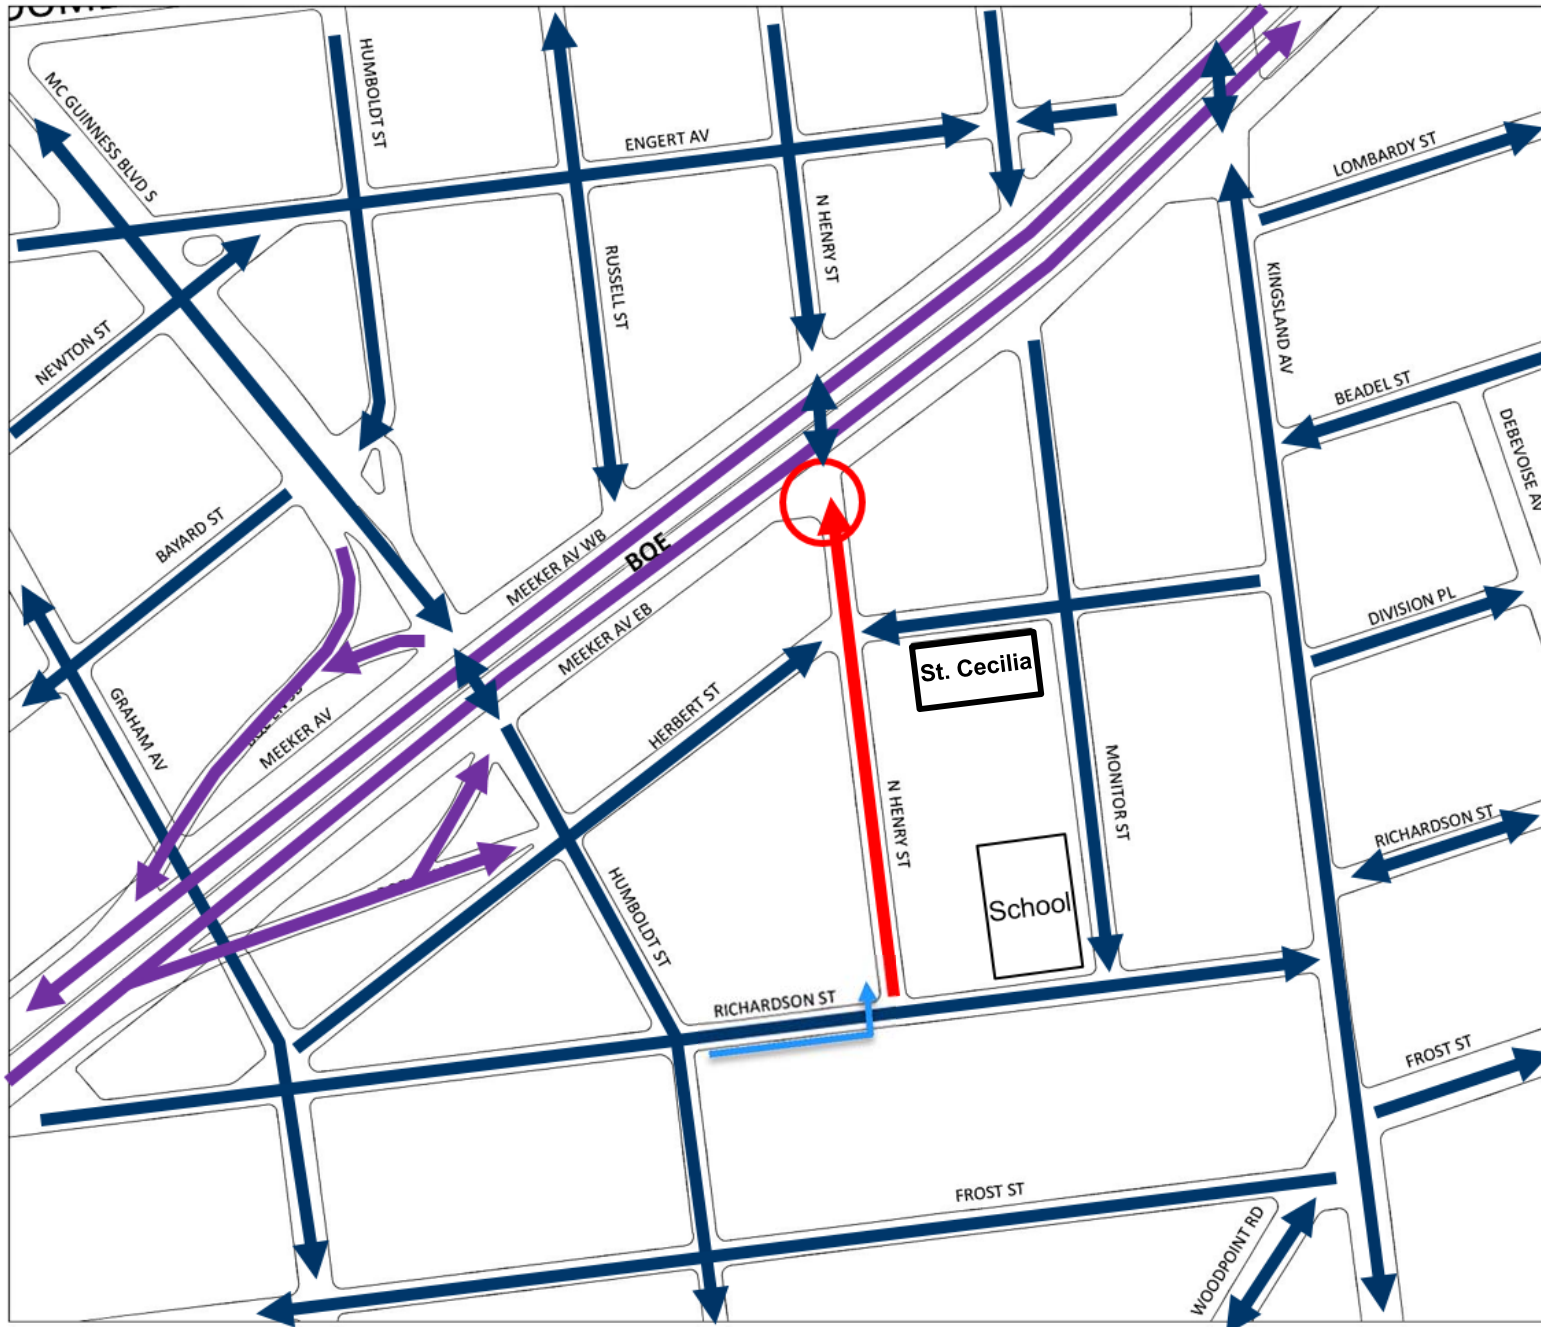 HUMBOLDT ST
MC GUINNESS BLVD S
ENGERT AV
LOMBARDY ST
N HENRY ST
RUSSELL ST
KINGSLAND AV
NEWTON ST
BEADEL ST
DEBEVOISE AV
BAYARD ST
MEEKER AV WB
BQE
MEEKER AV EB
DIVISION PL
St. Cecilia
GRAHAM AV
HERBERT ST
MEEKER AV
MONITOR ST
N HENRY ST
RICHARDSON ST
HUMBOLDT ST
School
RICHARDSON ST
FROST ST
FROST ST
WOODPOINT RD